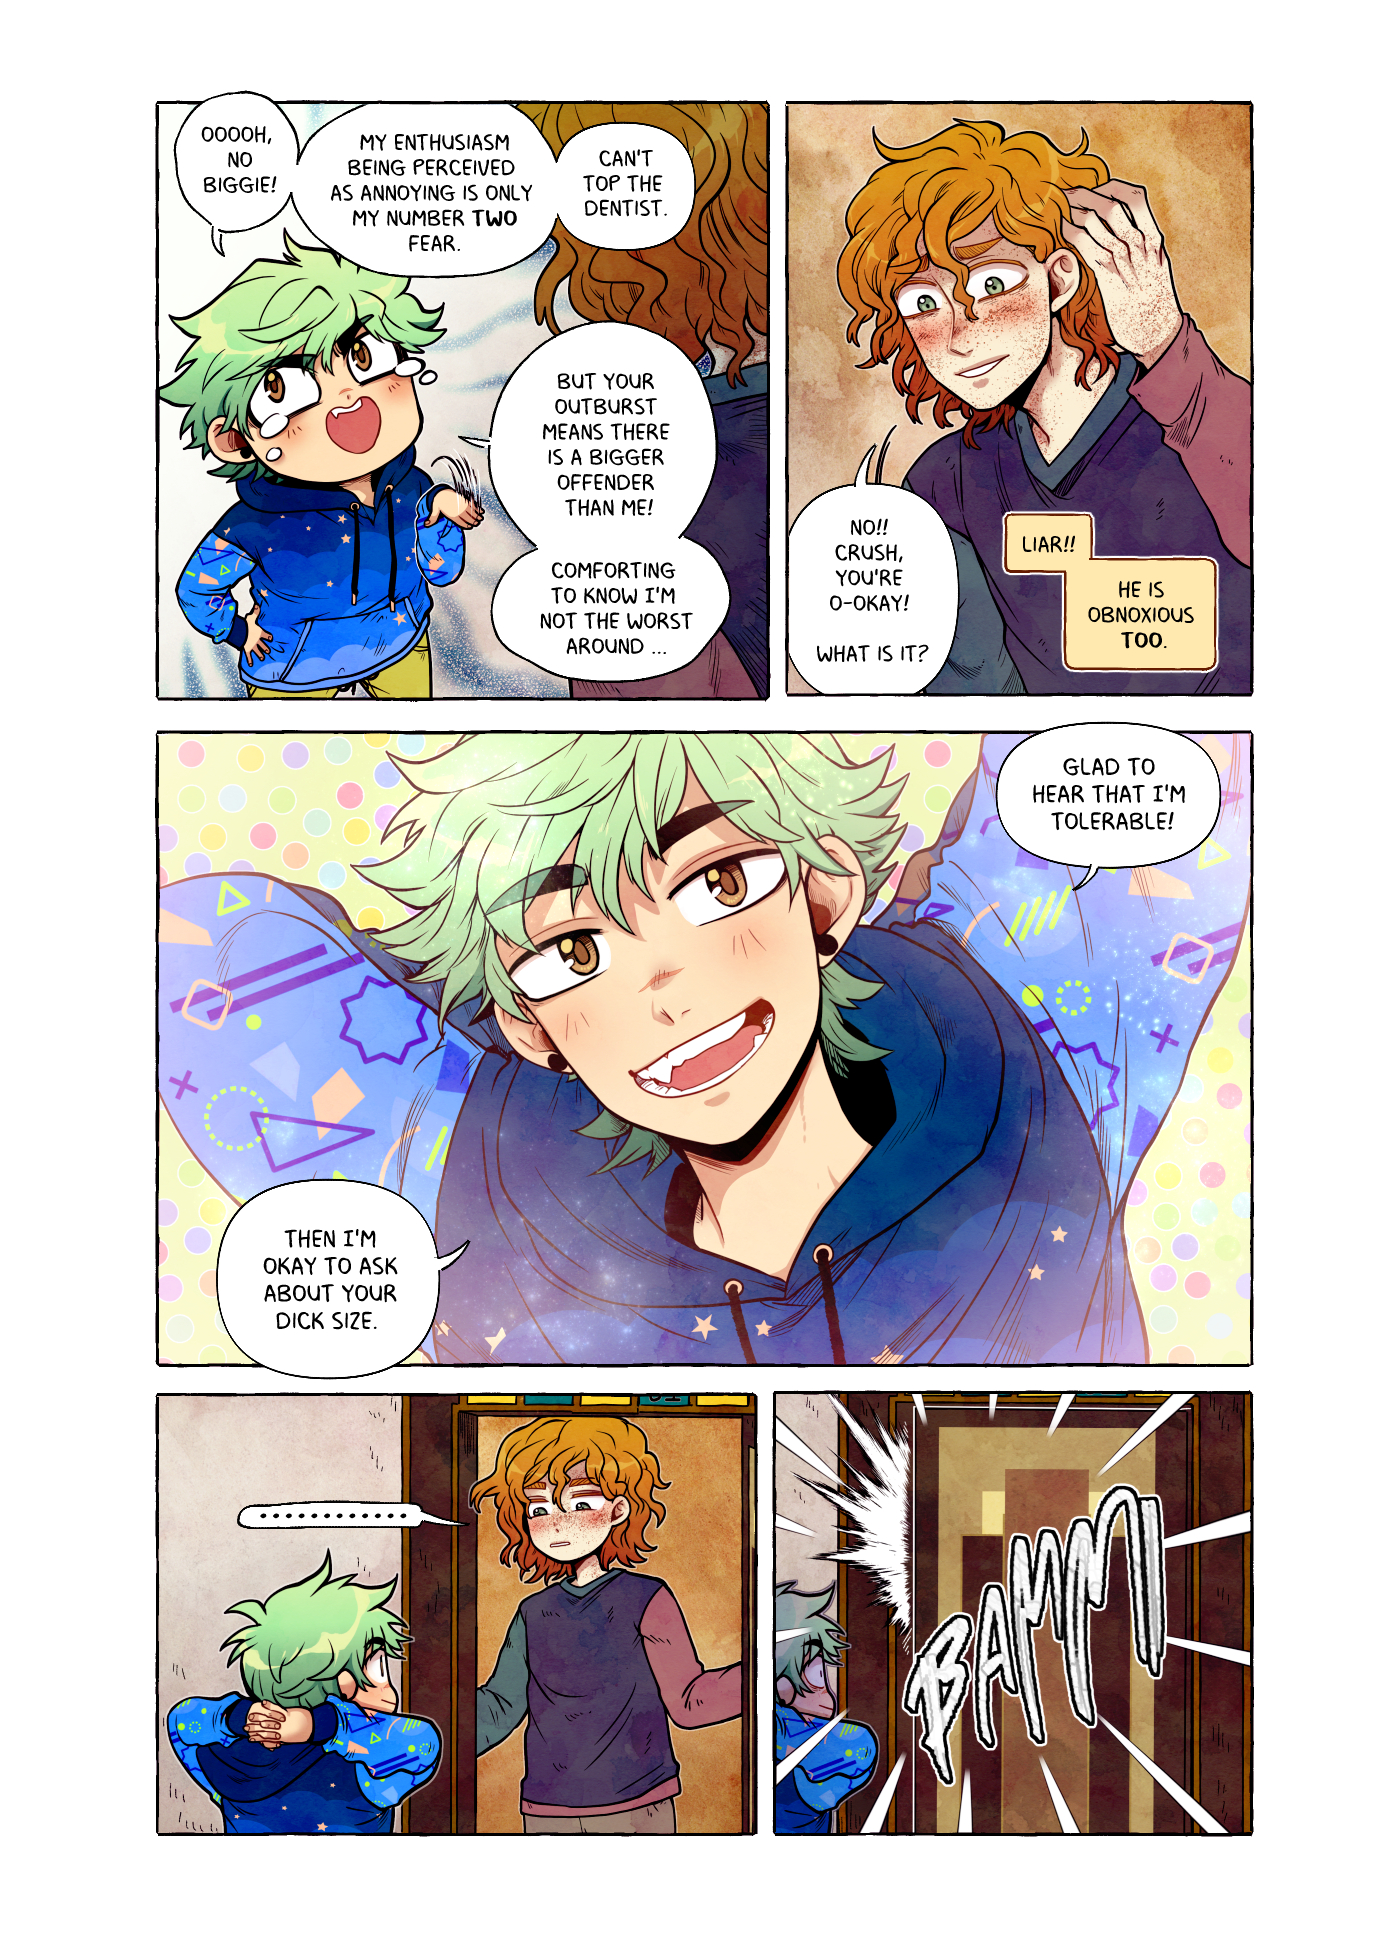 OOOOH,
NO
BIGGIE!
MY ENTHUSIASM
BEING PERCEIVED
AS ANNOYING IS ONLY
MY NUMBER TWO
FEAR.
CAN'T
TOP THE
DENTIST.
BUT YOUR
OUTBURST
MEANS THERE
IS A BIGGER
OFFENDER
THAN ME!
COMFORTING
TO KNOW I'M
NOT THE WORST
AROUND ...
NO!!
CRUSH,
YOU'RE
O-OKAY!
WHAT IS IT?
LIAR!!
HE IS
OBNOXIOUS
TOO.
GLAD TO
HEAR THAT I'M
TOLERABLE!
THEN I'M
OKAY TO ASK
ABOUT YOUR
DICK SIZE.
............
BAMM